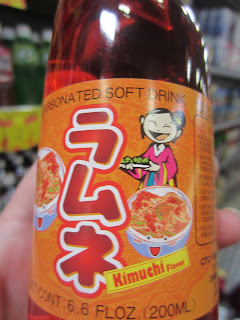 CARBONATED SOFT DRINK
ラムネ
Kimuchi Flavor
NET CONT. 6.6 FL.OZ. (200ML)